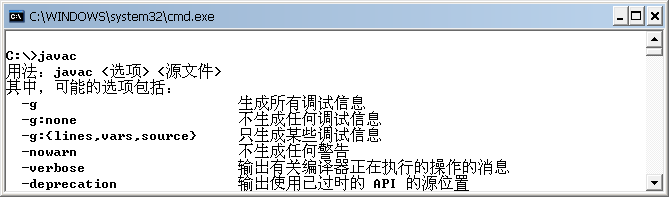 C:\WINDOWS\system32\cmd.exe
C:\>javac
用法: javac <选项> <源文件>
其中, 可能的选项包括:
-g 生成所有调试信息
-g:none 不生成任何调试信息
-g:{lines,vars,source} 只生成某些调试信息
-nowarn 不生成任何警告
-verbose 输出有关编译器正在执行的操作的消息
-deprecation 输出使用已过时的 API 的源位置